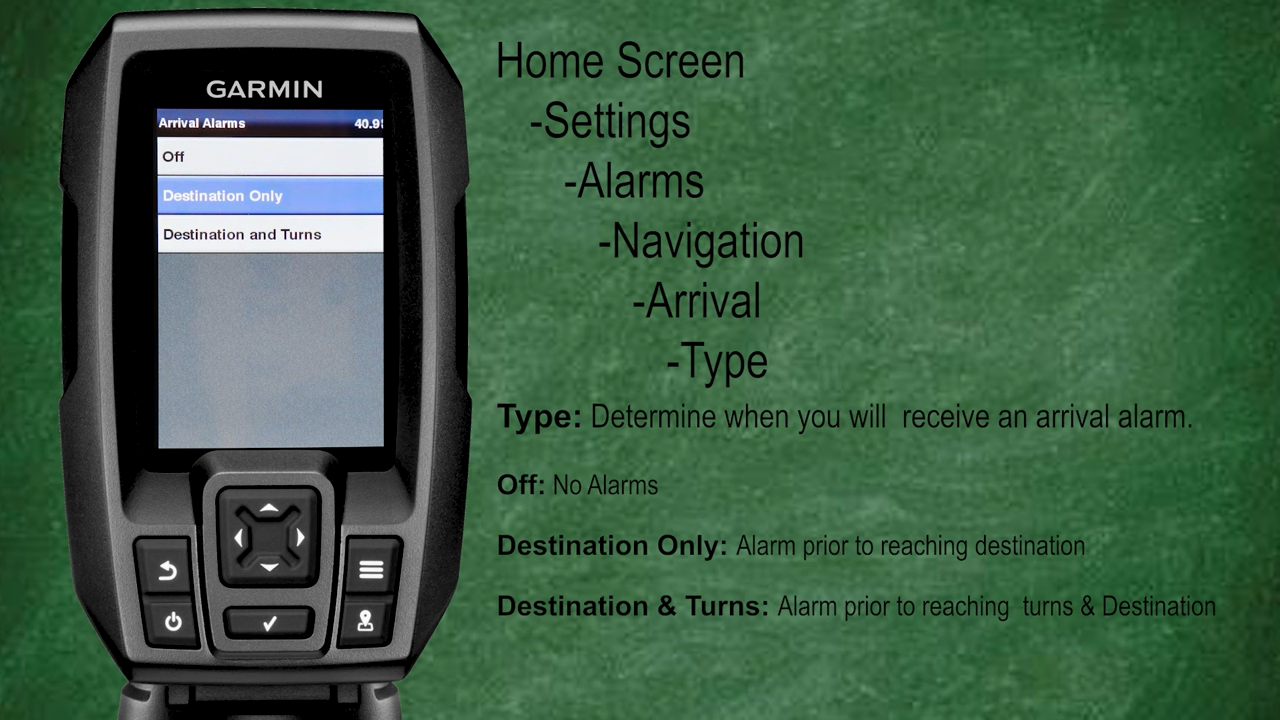 GARMIN
Arrival Alarms
Off
Destination Only
Destination and Turns
Home Screen
-Settings
-Alarms
-Navigation
-Arrival
-Type
Type: Determine when you will receive an arrival alarm.
Off: No Alarms
Destination Only: Alarm prior to reaching destination
Destination & Turns: Alarm prior to reaching turns & Destination